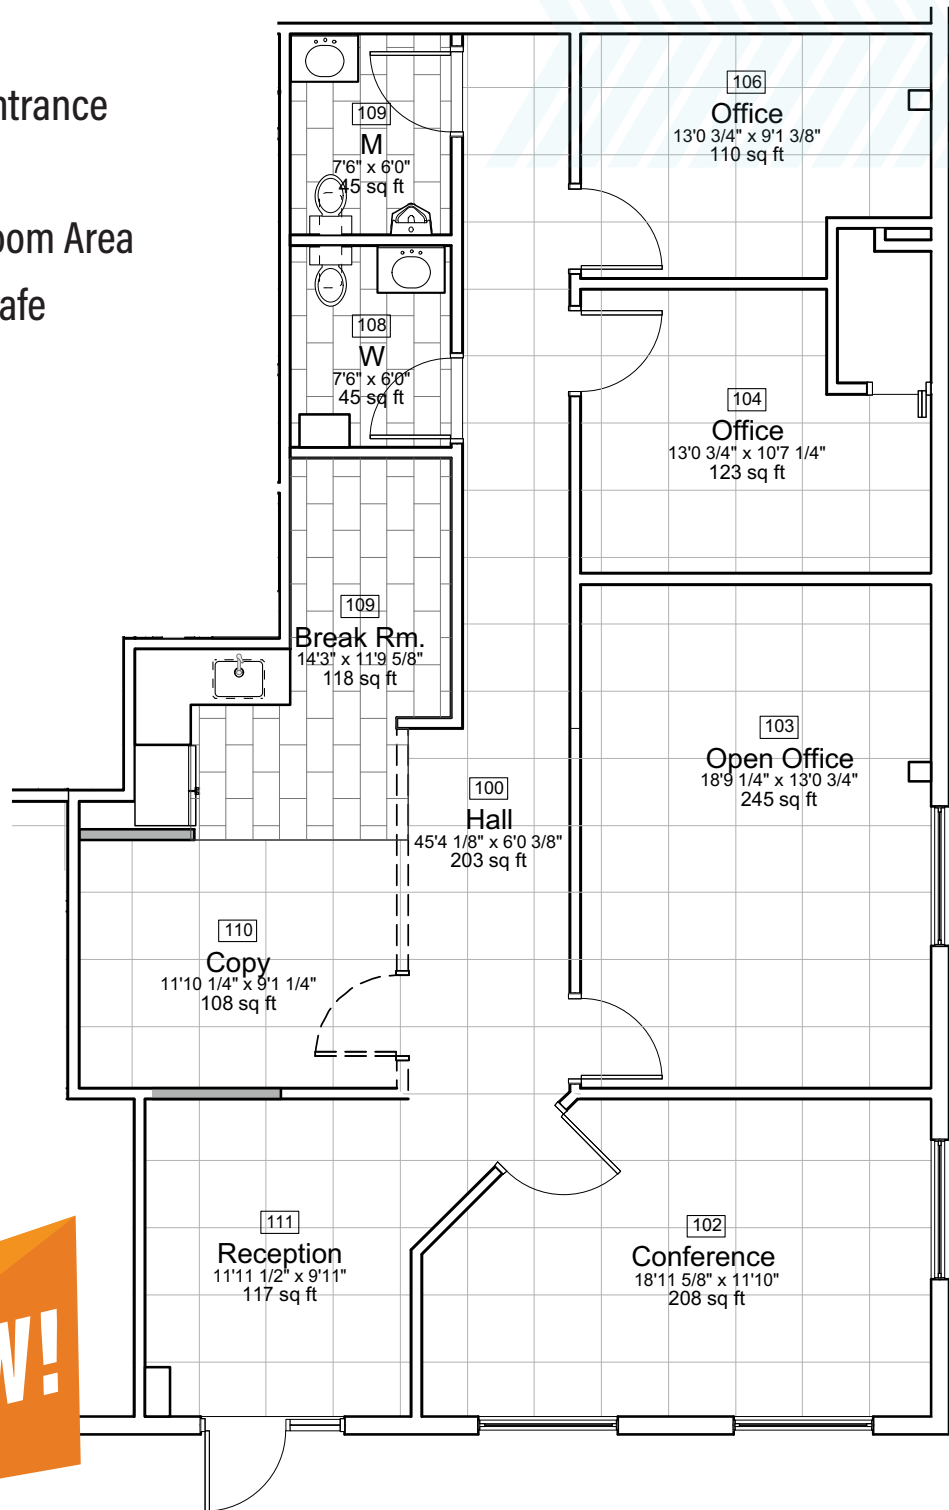 ntrance
oom Area
afe
109
M
7'6" x 6'0"
45 sq ft
106
Office
13'0 3/4" x 9'1 3/8"
110 sq ft
108
W
7'6" x 6'0"
45 sq ft
104
Office
13'0 3/4" x 10'7 1/4"
123 sq ft
109
Break Rm.
14'3" x 11'9 5/8"
118 sq ft
103
Open Office
18'9 1/4" x 13'0 3/4"
245 sq ft
100
Hall
45'4 1/8" x 6'0 3/8"
203 sq ft
110
Copy
11'10 1/4" x 9'1 1/4"
108 sq ft
111
Reception
11'11 1/2" x 9'11"
117 sq ft
102
Conference
18'11 5/8" x 11'10"
208 sq ft
W!